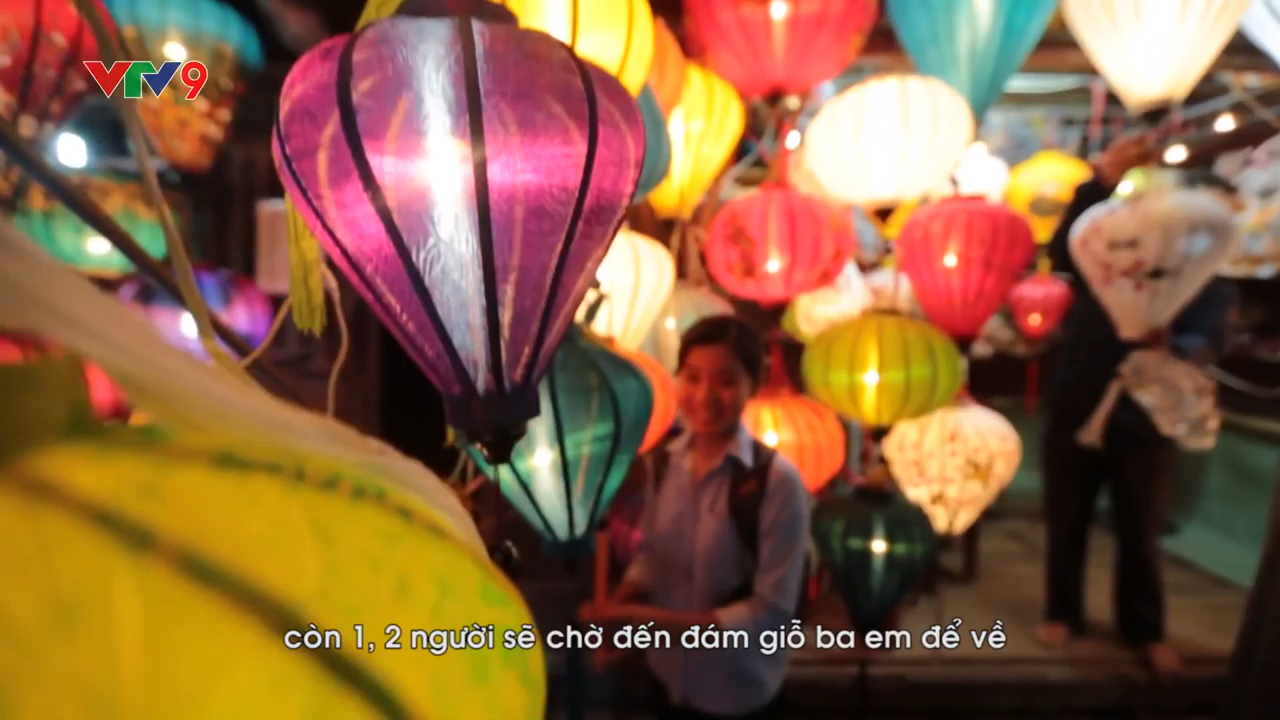 VTV9
còn 1, 2 người sẽ chờ đến đám giỗ ba em để về